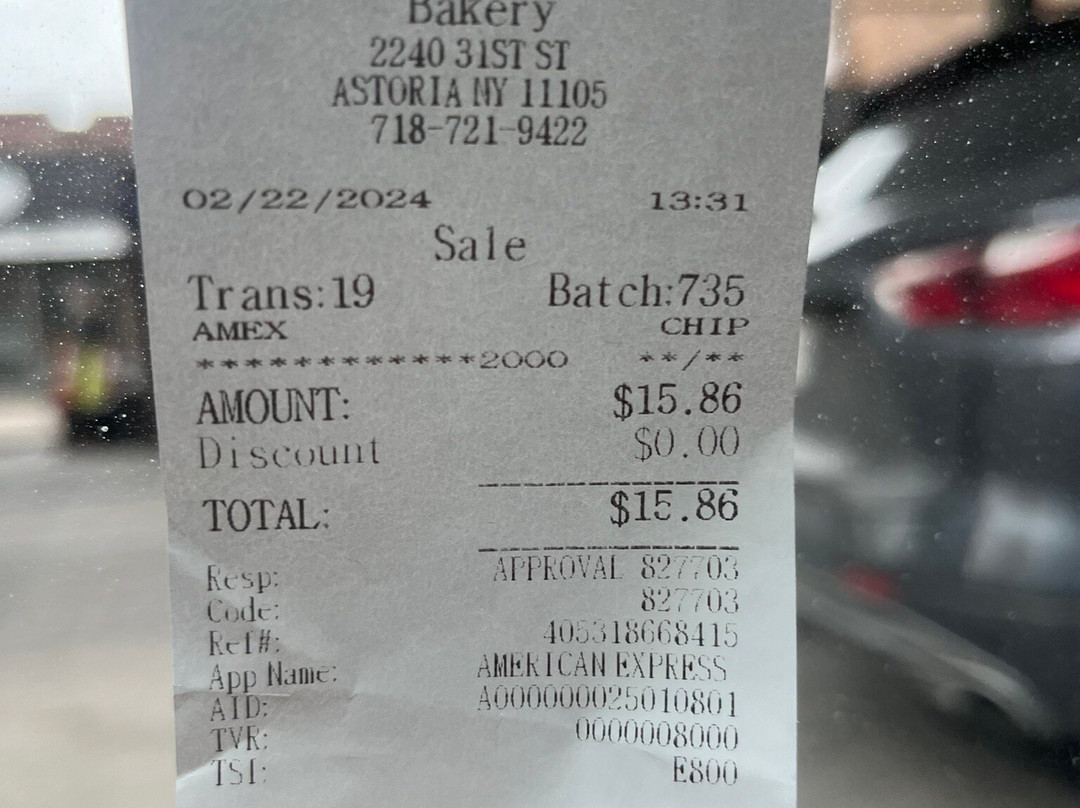 Bakery
2240 31ST ST
ASTORIA NY 11105
718-721-9422
02/22/2024 13:31
Sale
Trans:19 Batch:735
AMEX CHIP
************2000 **/**
AMOUNT: $15.86
Discount $0.00
TOTAL: $15.86
Resp: APPROVAL 827703
Code: 827703
Ref#: 405318668415
App Name: AMERICAN EXPRESS
AID: A000000025010801
TVR: 0000008000
TSI: E800